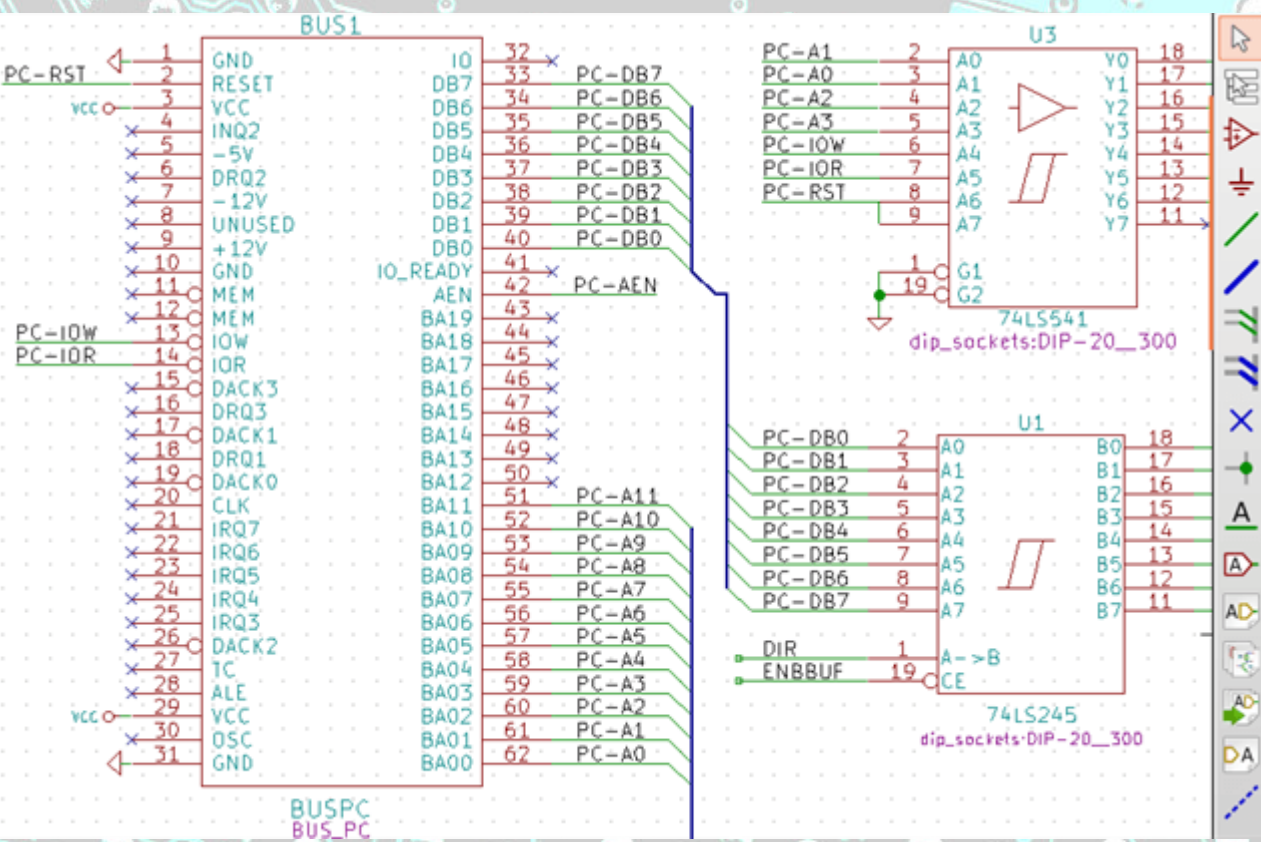 BUS1
1 GND
PC-RST 2 RESET
VCC 3 VCC
4 INQ2
5 -5V
6 DRQ2
7 -12V
8 UNUSED
9 +12V
10 GND
11 MEM
12 MEM
PC-IOW 13 IOW
PC-IOR 14 IOR
15 DACK3
16 DRQ3
17 DACK1
18 DRQ1
19 DACK0
20 CLK
21 IRQ7
22 IRQ6
23 IRQ5
24 IRQ4
25 IRQ3
26 DACK2
27 TC
28 ALE
VCC 29 VCC
30 OSC
31 GND
IO 32
DB7 33 PC-DB7
DB6 34 PC-DB6
DB5 35 PC-DB5
DB4 36 PC-DB4
DB3 37 PC-DB3
DB2 38 PC-DB2
DB1 39 PC-DB1
DB0 40 PC-DB0
IO_READY 41
AEN 42 PC-AEN
BA19 43
BA18 44
BA17 45
BA16 46
BA15 47
BA14 48
BA13 49
BA12 50
BA11 51 PC-A11
BA10 52 PC-A10
BA09 53 PC-A9
BA08 54 PC-A8
BA07 55 PC-A7
BA06 56 PC-A6
BA05 57 PC-A5
BA04 58 PC-A4
BA03 59 PC-A3
BA02 60 PC-A2
BA01 61 PC-A1
BA00 62 PC-A0
BUSPC
BUS_PC
U3
PC-A1 2 A0 Y0 18
PC-A0 3 A1 Y1 17
PC-A2 4 A2 Y2 16
PC-A3 5 A3 Y3 15
PC-IOW 6 A4 Y4 14
PC-IOR 7 A5 Y5 13
PC-RST 8 A6 Y6 12
9 A7 Y7 11
1 G1
19 G2
74LS541
dip_sockets:DIP-20__300
U1
PC-DB0 2 A0 B0 18
PC-DB1 3 A1 B1 17
PC-DB2 4 A2 B2 16
PC-DB3 5 A3 B3 15
PC-DB4 6 A4 B4 14
PC-DB5 7 A5 B5 13
PC-DB6 8 A6 B6 12
PC-DB7 9 A7 B7 11
DIR 1 A->B
ENBBUF 19 CE
74LS245
dip_sockets:DIP-20__300
A
A
AD
AD
DA